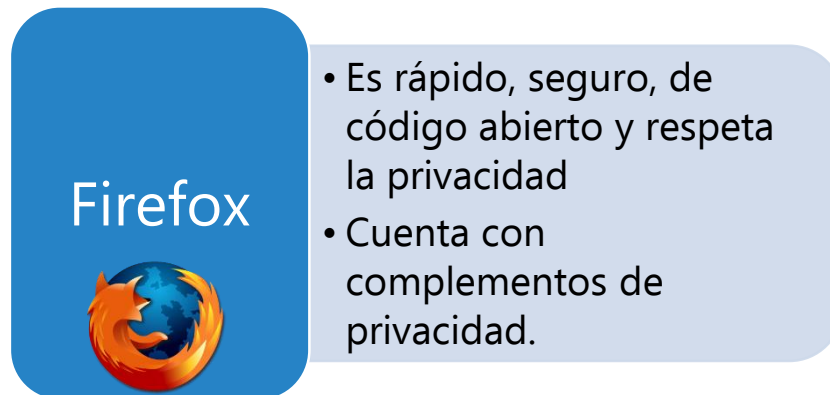 Firefox
• Es rápido, seguro, de
código abierto y respeta
la privacidad
• Cuenta con
complementos de
privacidad.